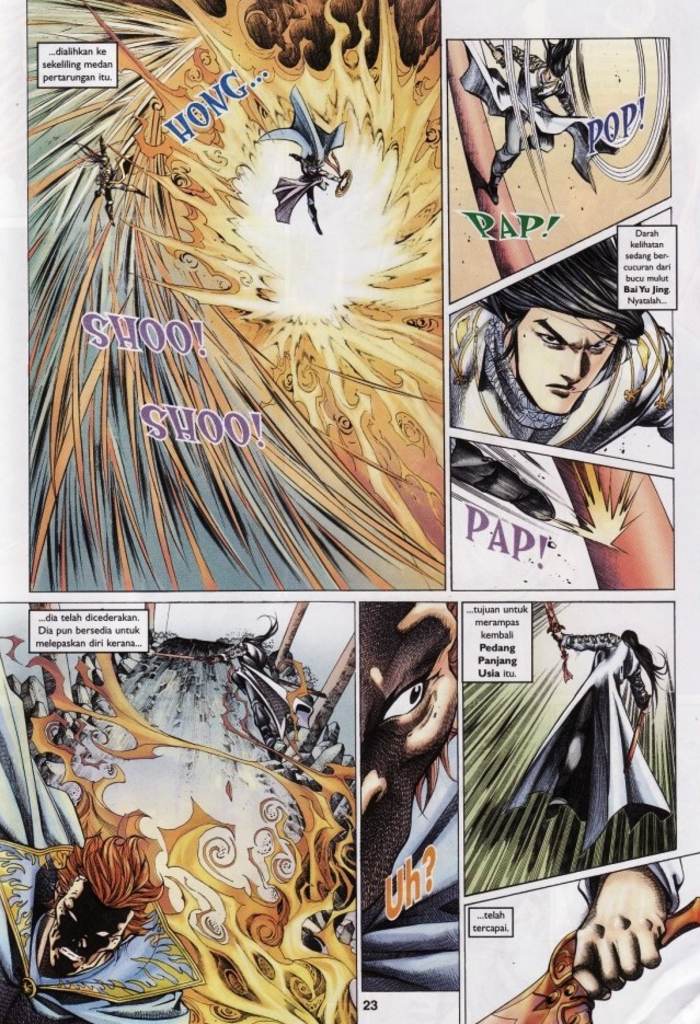 ...dialihkan ke
sekeliling medan
pertarungan itu.
HONG...
SHOO!
SHOO!
POP!
PAP!
Darah
kelihatan
sedang ber-
cucuran dari
bucu mulut
Bai Yu Jing.
Nyatalah...
PAP!
...dia telah dicederakan.
Dia pun bersedia untuk
melepaskan diri kerana...
Uh?
...tujuan untuk
merampas
kembali
Pedang
Panjang
Usia itu.
...telah
tercapai.
23